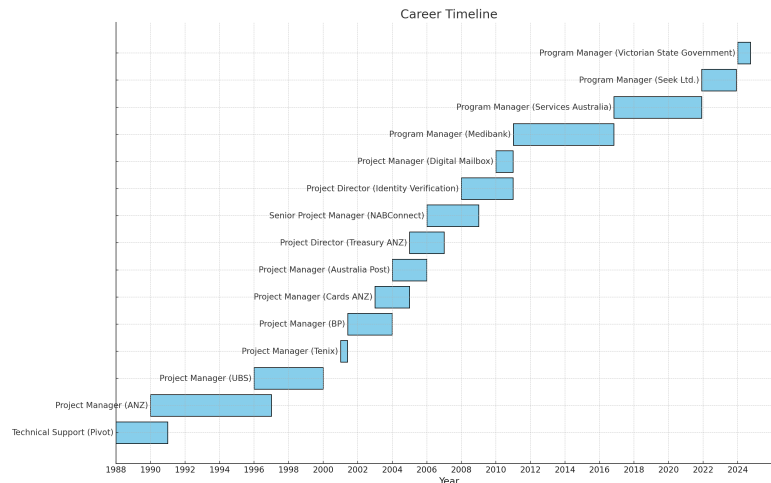 Career Timeline
Program Manager (Victorian State Government)
Program Manager (Seek Ltd.)
Program Manager (Services Australia)
Program Manager (Medibank)
Project Manager (Digital Mailbox)
Project Director (Identity Verification)
Senior Project Manager (NABConnect)
Project Director (Treasury ANZ)
Project Manager (Australia Post)
Project Manager (Cards ANZ)
Project Manager (BP)
Project Manager (Tenix)
Project Manager (UBS)
Project Manager (ANZ)
Technical Support (Pivot)
1988 1990 1992 1994 1996 1998 2000 2002 2004 2006 2008 2010 2012 2014 2016 2018 2020 2022 2024
Year